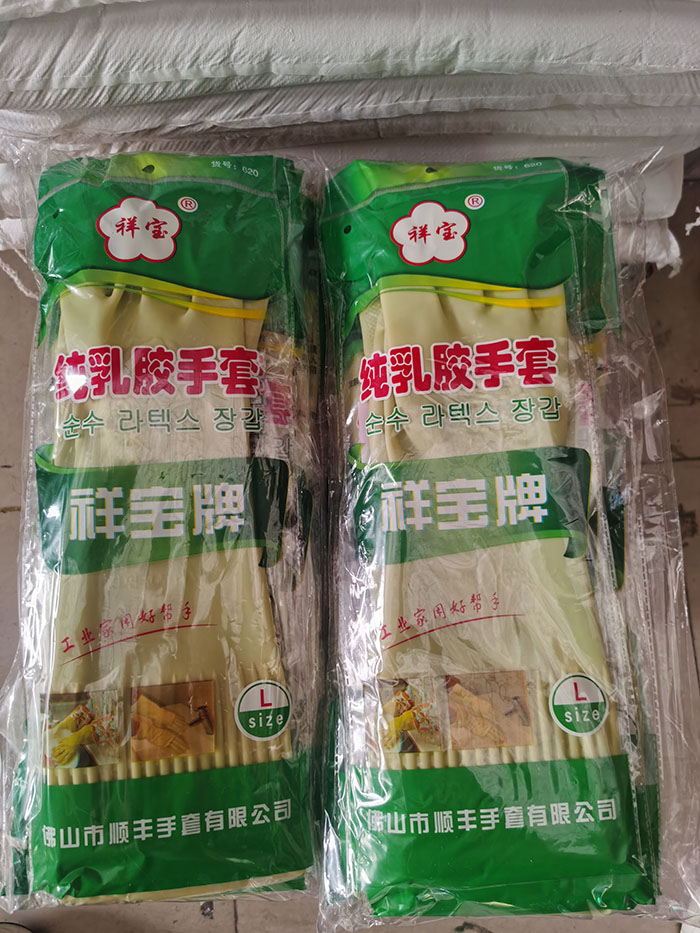 货号：620
祥宝®
纯乳胶手套
순수 라텍스 장갑
祥宝牌
工业家用好帮手
L
size
佛山市顺丰手套有限公司
货号：620
祥宝®
纯乳胶手套
순수 라텍스 장갑
祥宝牌
工业家用好帮手
L
size
佛山市顺丰手套有限公司